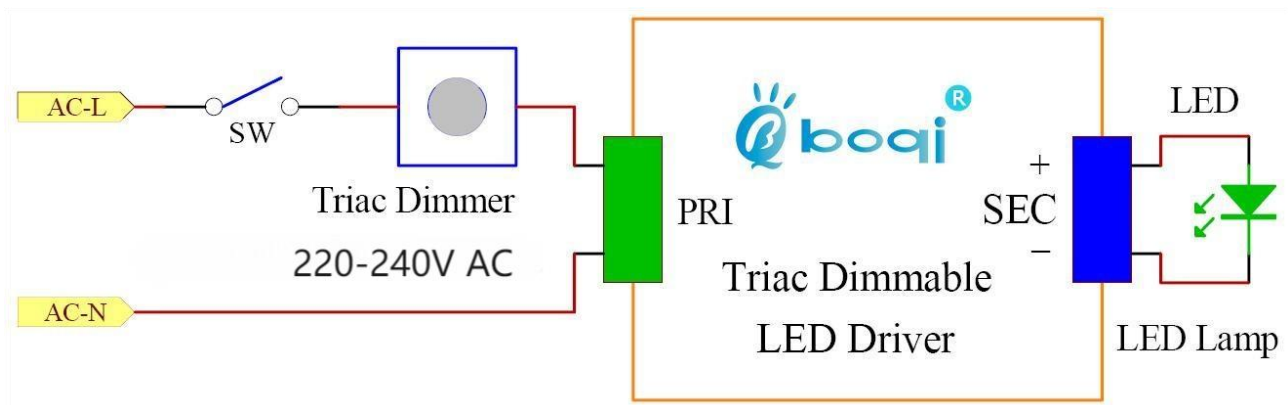 AC-L
SW
Triac Dimmer
220-240V AC
AC-N
boqi®
PRI
+
SEC
−
Triac Dimmable
LED Driver
LED
LED Lamp